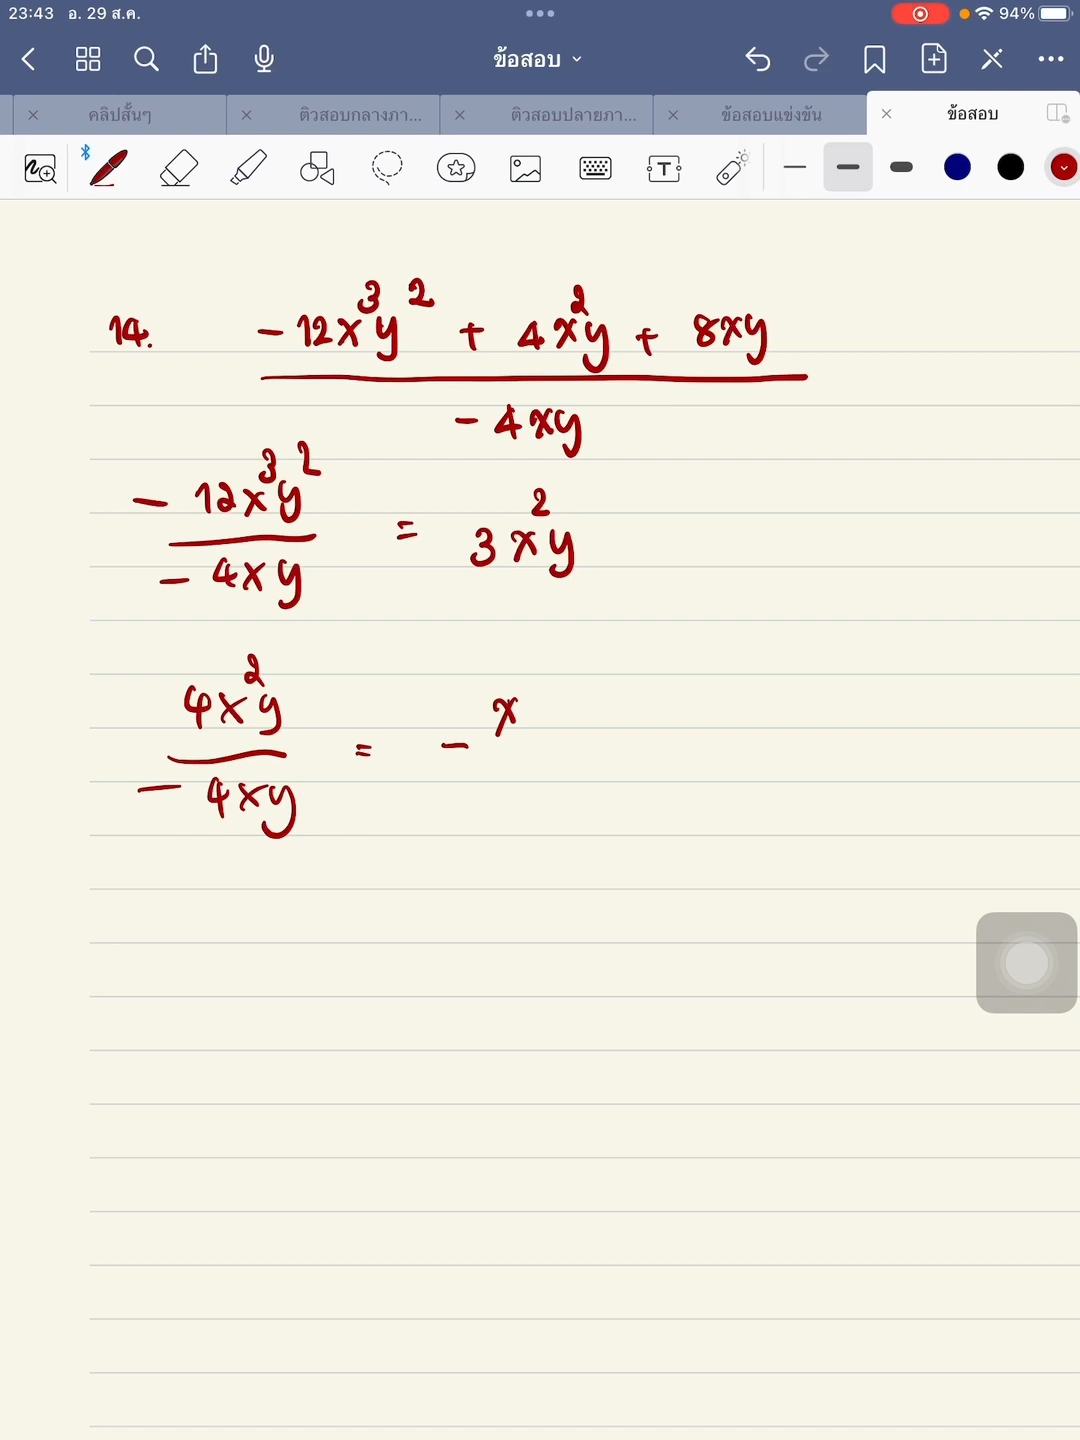 23:43 อ. 29 ส.ค. 94%
ข้อสอบ
คลิปสั้นๆ ติวสอบกลางภา... ติวสอบปลายภา... ข้อสอบแข่งขัน ข้อสอบ
14. -12x³y² + 4x²y + 8xy
-4xy
-12x³y²
-4xy
= 3x²y
4x²y
-4xy
= -x